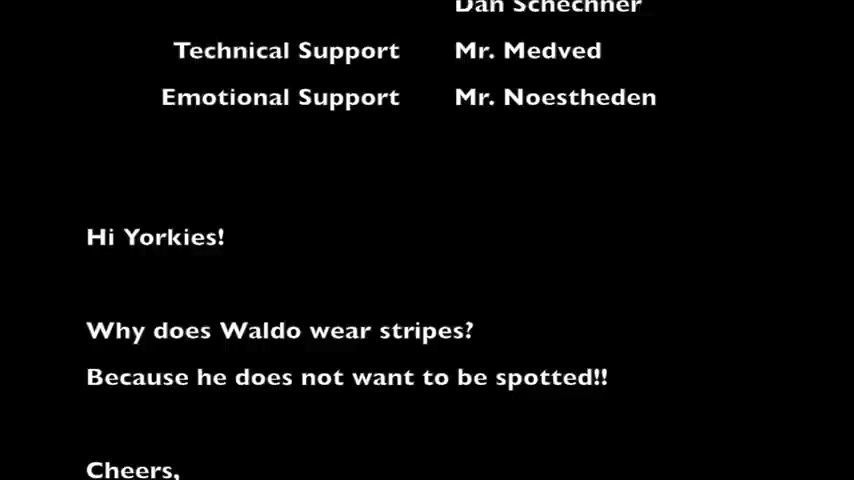 Dan Schechner
Technical Support Mr. Medved
Emotional Support Mr. Noestheden
Hi Yorkies!
Why does Waldo wear stripes?
Because he does not want to be spotted!!
Cheers,